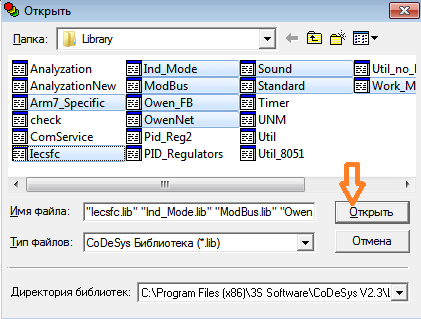 Открыть
Папка: Library
Analyzation Ind_Mode Sound Util_no_
AnalyzationNew ModBus Standard Work_M
Arm7_Specific Owen_FB Timer
check OwenNet UNM
ComService Pid_Reg2 Util
Iecsfc PID_Regulators Util_8051
Имя файла: "Iecsfc.lib" "Ind_Mode.lib" "ModBus.lib" "Owen Открыть
Тип файлов: CoDeSys Библиотека (*.lib) Отмена
Директория библиотек: C:\Program Files (x86)\3S Software\CoDeSys V2.3\